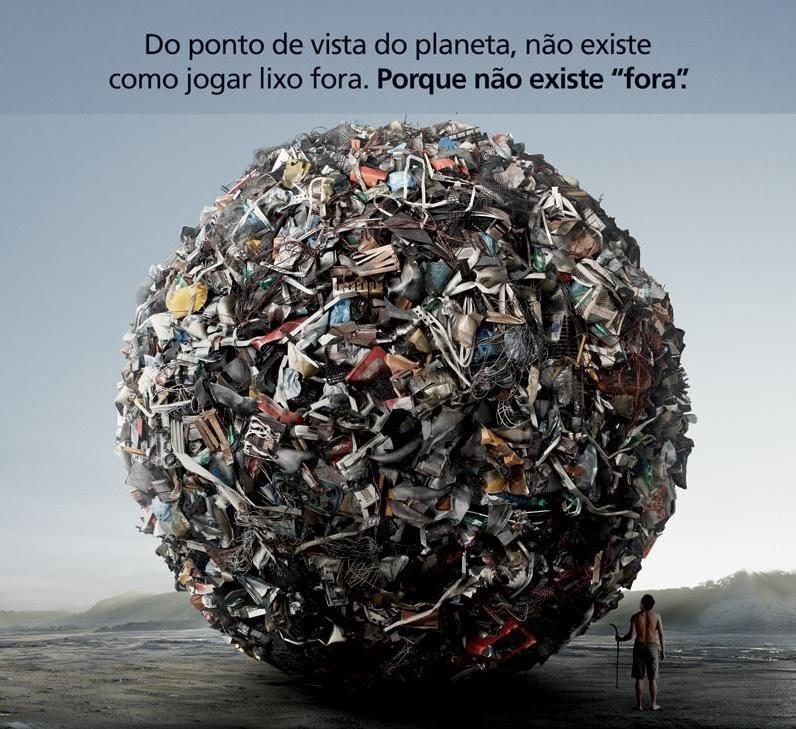 Do ponto de vista do planeta, não existe
como jogar lixo fora. Porque não existe “fora”.